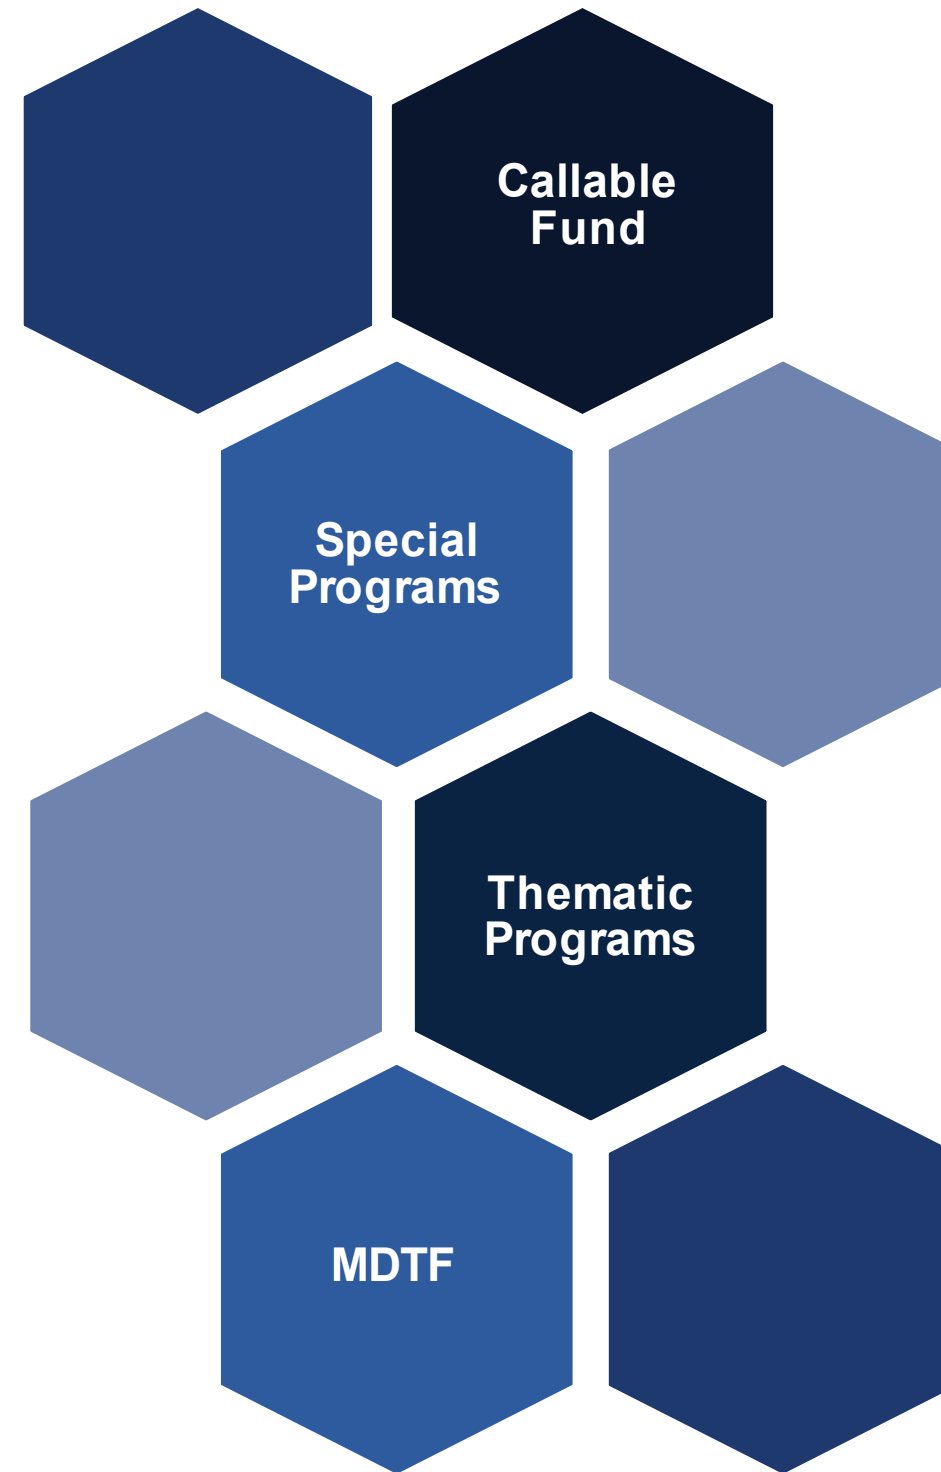 Callable
Fund
Special
Programs
Thematic
Programs
MDTF